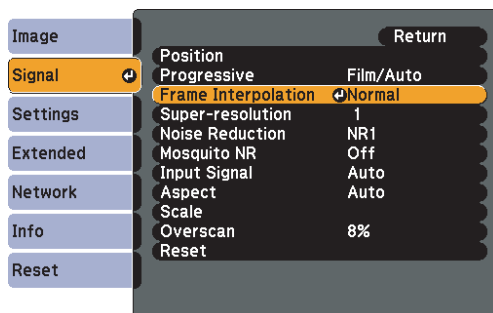 Image
Signal
Settings
Extended
Network
Info
Reset
Return
Position
Progressive Film/Auto
Frame Interpolation Normal
Super-resolution 1
Noise Reduction NR1
Mosquito NR Off
Input Signal Auto
Aspect Auto
Scale
Overscan 8%
Reset